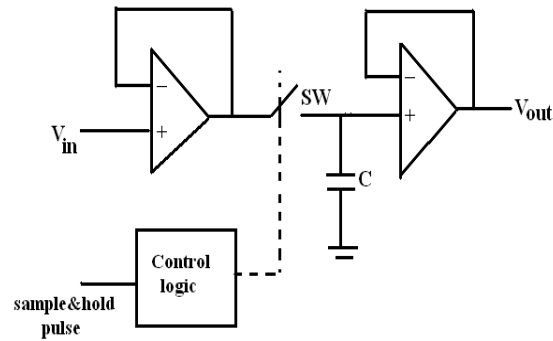 SW
−
−
V_in
+
+
V_out
C
Control
logic
sample&hold
pulse